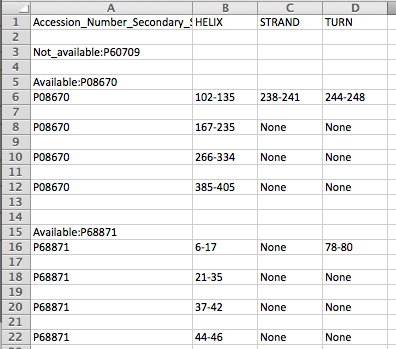 A B C D
1 Accession_Number_Secondary_S HELIX STRAND TURN
2
3 Not_available:P60709
4
5 Available:P08670
6 P08670 102-135 238-241 244-248
7
8 P08670 167-235 None None
9
10 P08670 266-334 None None
11
12 P08670 385-405 None None
13
14
15 Available:P68871
16 P68871 6-17 None 78-80
17
18 P68871 21-35 None None
19
20 P68871 37-42 None None
21
22 P68871 44-46 None None